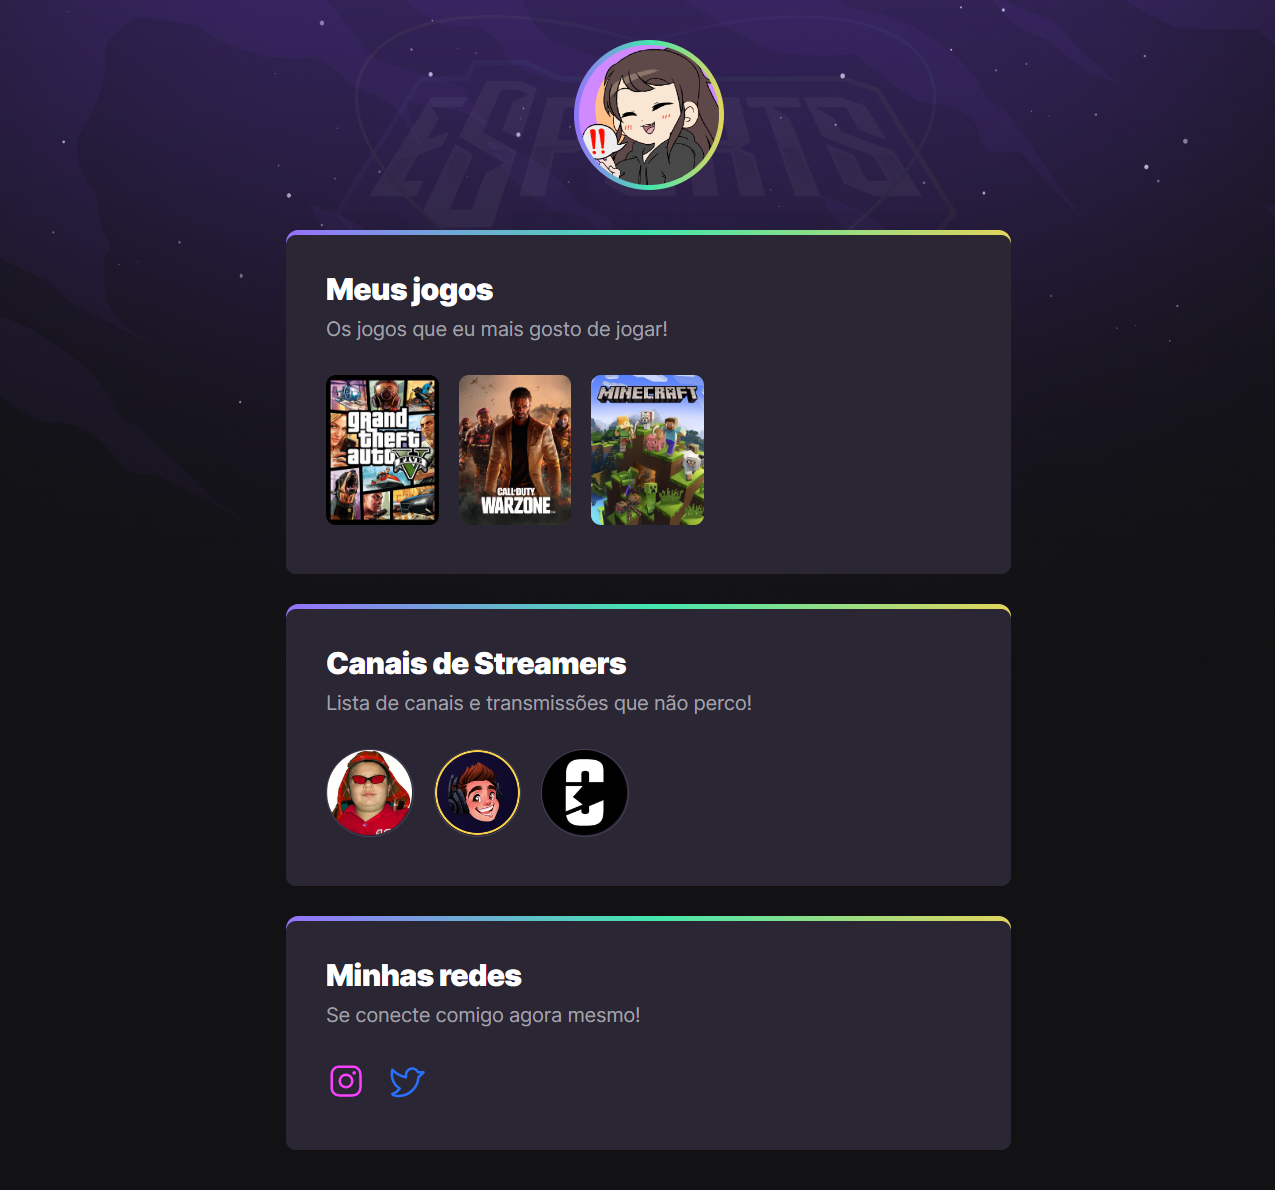 ESPORTS
!!
Meus jogos
Os jogos que eu mais gosto de jogar!
grand
theft
auto V
FIVE
CALL OF DUTY
WARZONE
MINECRAFT
Canais de Streamers
Lista de canais e transmissões que não perco!
Minhas redes
Se conecte comigo agora mesmo!